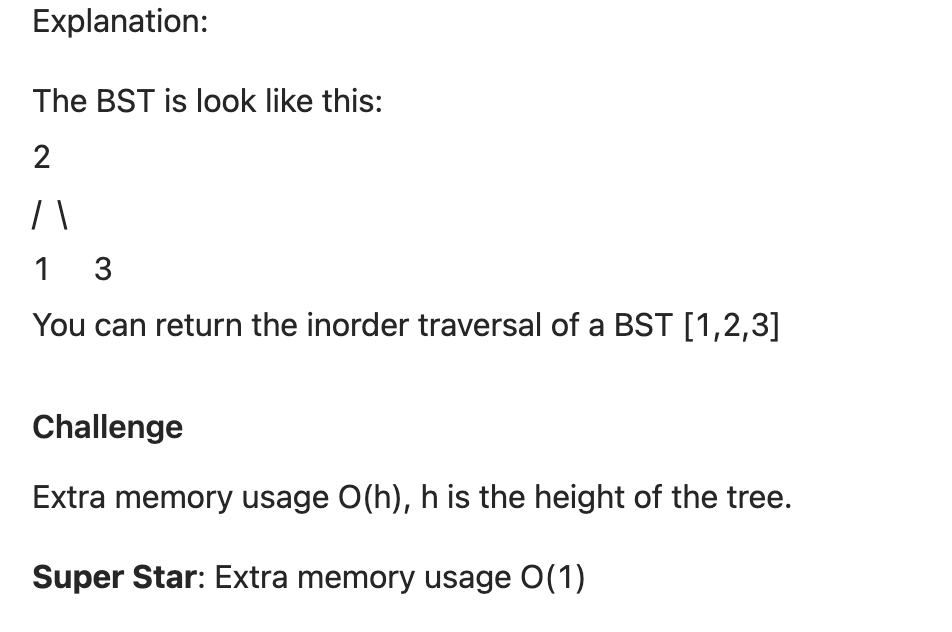 Explanation:
The BST is look like this:
2
/ \
1 3
You can return the inorder traversal of a BST [1,2,3]
Challenge
Extra memory usage O(h), h is the height of the tree.
Super Star: Extra memory usage O(1)